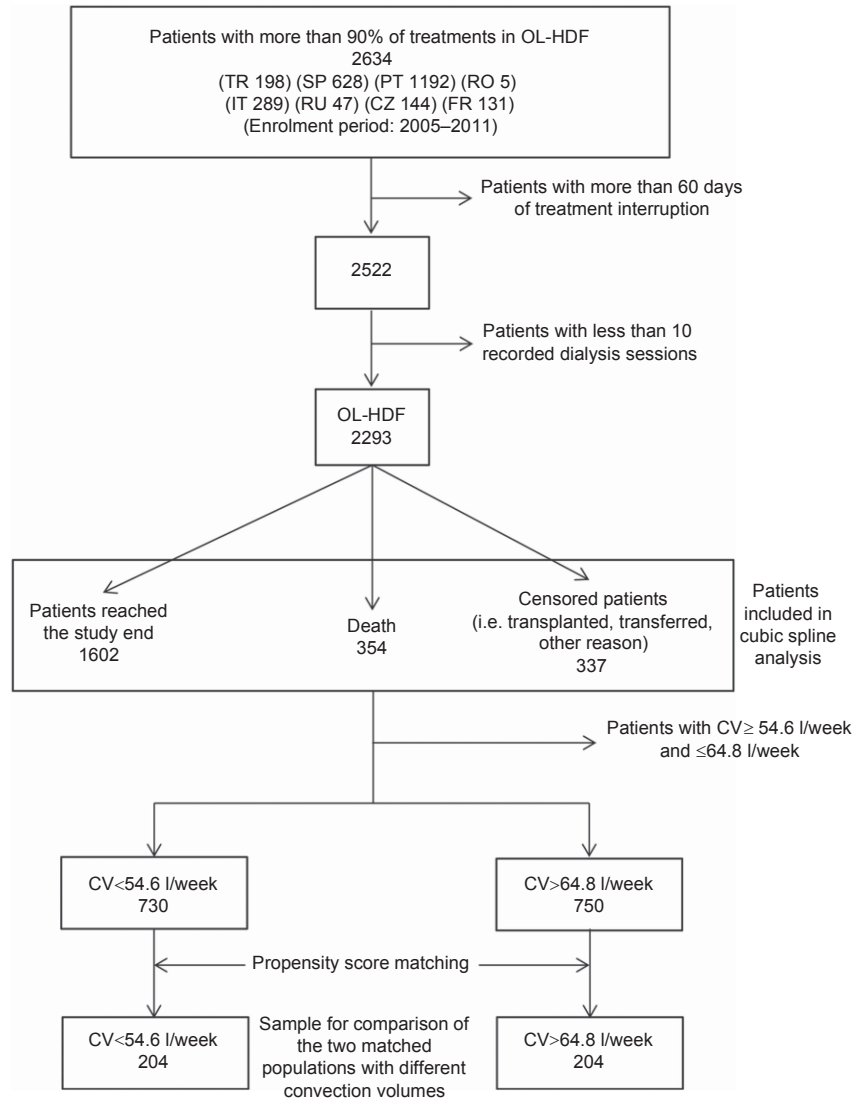 Patients with more than 90% of treatments in OL-HDF
2634
(TR 198) (SP 628) (PT 1192) (RO 5)
(IT 289) (RU 47) (CZ 144) (FR 131)
(Enrolment period: 2005–2011)
Patients with more than 60 days
of treatment interruption
2522
Patients with less than 10
recorded dialysis sessions
OL-HDF
2293
Patients reached
the study end
1602
Death
354
Censored patients
(i.e. transplanted, transferred,
other reason)
337
Patients
included in
cubic spline
analysis
Patients with CV≥ 54.6 l/week
and ≤64.8 l/week
CV<54.6 l/week
730
CV>64.8 l/week
750
Propensity score matching
CV<54.6 l/week
204
Sample for comparison of
the two matched
populations with different
convection volumes
CV>64.8 l/week
204